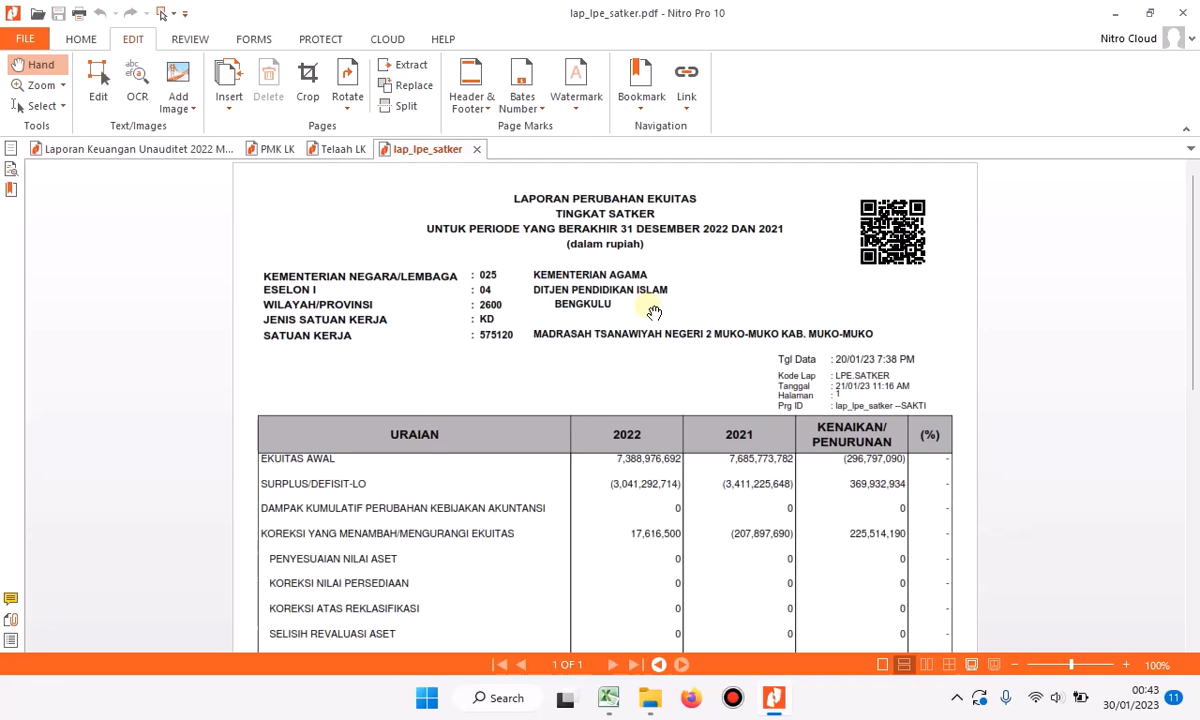 lap_lpe_satker.pdf - Nitro Pro 10
FILE HOME EDIT REVIEW FORMS PROTECT CLOUD HELP
Nitro Cloud
Hand
Zoom
Select
Tools
Edit
OCR
Add Image
Text/Images
Insert
Delete
Crop
Rotate
Extract
Replace
Split
Pages
Header & Footer
Bates Number
Watermark
Page Marks
Bookmark
Link
Navigation
Laporan Keuangan Unauditet 2022 M... PMK LK Telaah LK lap_lpe_satker
LAPORAN PERUBAHAN EKUITAS
TINGKAT SATKER
UNTUK PERIODE YANG BERAKHIR 31 DESEMBER 2022 DAN 2021
(dalam rupiah)
KEMENTERIAN NEGARA/LEMBAGA : 025 KEMENTERIAN AGAMA
ESELON I : 04 DITJEN PENDIDIKAN ISLAM
WILAYAH/PROVINSI : 2600 BENGKULU
JENIS SATUAN KERJA : KD
SATUAN KERJA : 575120 MADRASAH TSANAWIYAH NEGERI 2 MUKO-MUKO KAB. MUKO-MUKO
Tgl Data : 20/01/23 7:38 PM
Kode Lap : LPE.SATKER
Tanggal : 21/01/23 11:16 AM
Halaman : 1
Prg ID : lap_lpe_satker --SAKTI
URAIAN 2022 2021 KENAIKAN/ PENURUNAN (%)
EKUITAS AWAL 7,388,976,692 7,685,773,782 (296,797,090) -
SURPLUS/DEFISIT-LO (3,041,292,714) (3,411,225,648) 369,932,934 -
DAMPAK KUMULATIF PERUBAHAN KEBIJAKAN AKUNTANSI 0 0 0 -
KOREKSI YANG MENAMBAH/MENGURANGI EKUITAS 17,616,500 (207,897,690) 225,514,190 -
PENYESUAIAN NILAI ASET 0 0 0 -
KOREKSI NILAI PERSEDIAAN 0 0 0 -
KOREKSI ATAS REKLASIFIKASI 0 0 0 -
SELISIH REVALUASI ASET 0 0 0 -
1 OF 1
100%
Search
00:43
30/01/2023
11